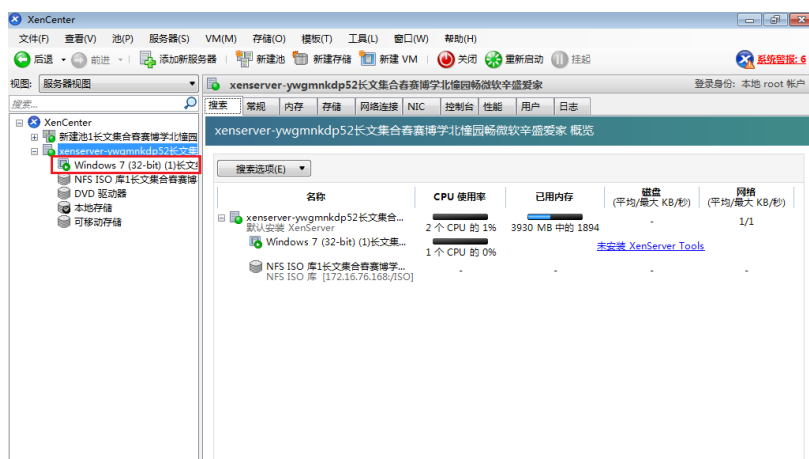 XenCenter
文件(F) 查看(V) 池(P) 服务器(S) VM(M) 存储(O) 模板(T) 工具(L) 窗口(W) 帮助(H)
后退 前进 添加新服务器 新建池 新建存储 新建 VM 关闭 重新启动 挂起 系统警报: 6
视图: 服务器视图 xenserver-ywgmnkdp52长文集合春赛博学北憧园畅微软辛盛爱家 登录身份: 本地 root 帐户
搜索... 搜索 常规 内存 存储 网络连接 NIC 控制台 性能 用户 日志
XenCenter
新建池1长文集合春赛博学北憧园
xenserver-ywgmnkdp52长文集
Windows 7 (32-bit) (1)长文集
NFS ISO 库1长文集合春赛博
DVD 驱动器
本地存储
可移动存储
xenserver-ywgmnkdp52长文集合春赛博学北憧园畅微软辛盛爱家 概览
搜索选项(E)
名称 CPU 使用率 已用内存 磁盘 网络
(平均/最大 KB/秒) (平均/最大 KB/秒)
xenserver-ywgmnkdp52长文集合...
默认安装 XenServer 2 个 CPU 的 1% 3930 MB 中的 1894 - 1/1
Windows 7 (32-bit) (1)长文集... 1 个 CPU 的 0% 未安装 XenServer Tools
NFS ISO 库1长文集合春赛博学... - - - -
NFS ISO 库 [172.16.76.168:/ISO]